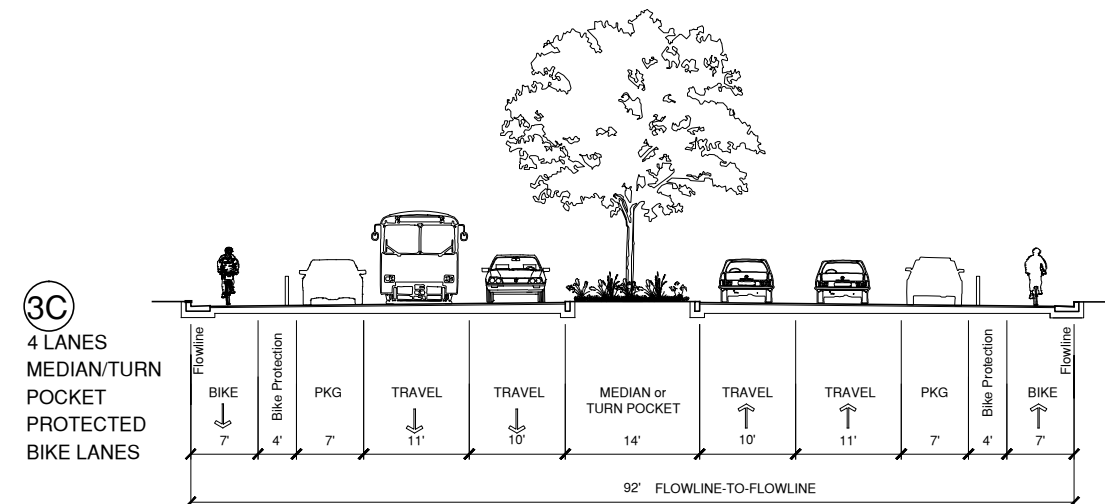 3C
4 LANES
MEDIAN/TURN
POCKET
PROTECTED
BIKE LANES
Flowline
BIKE
7'
Bike Protection
4'
PKG
7'
TRAVEL
11'
TRAVEL
10'
MEDIAN or
TURN POCKET
14'
TRAVEL
10'
TRAVEL
11'
PKG
7'
Bike Protection
4'
BIKE
7'
Flowline
92' FLOWLINE-TO-FLOWLINE